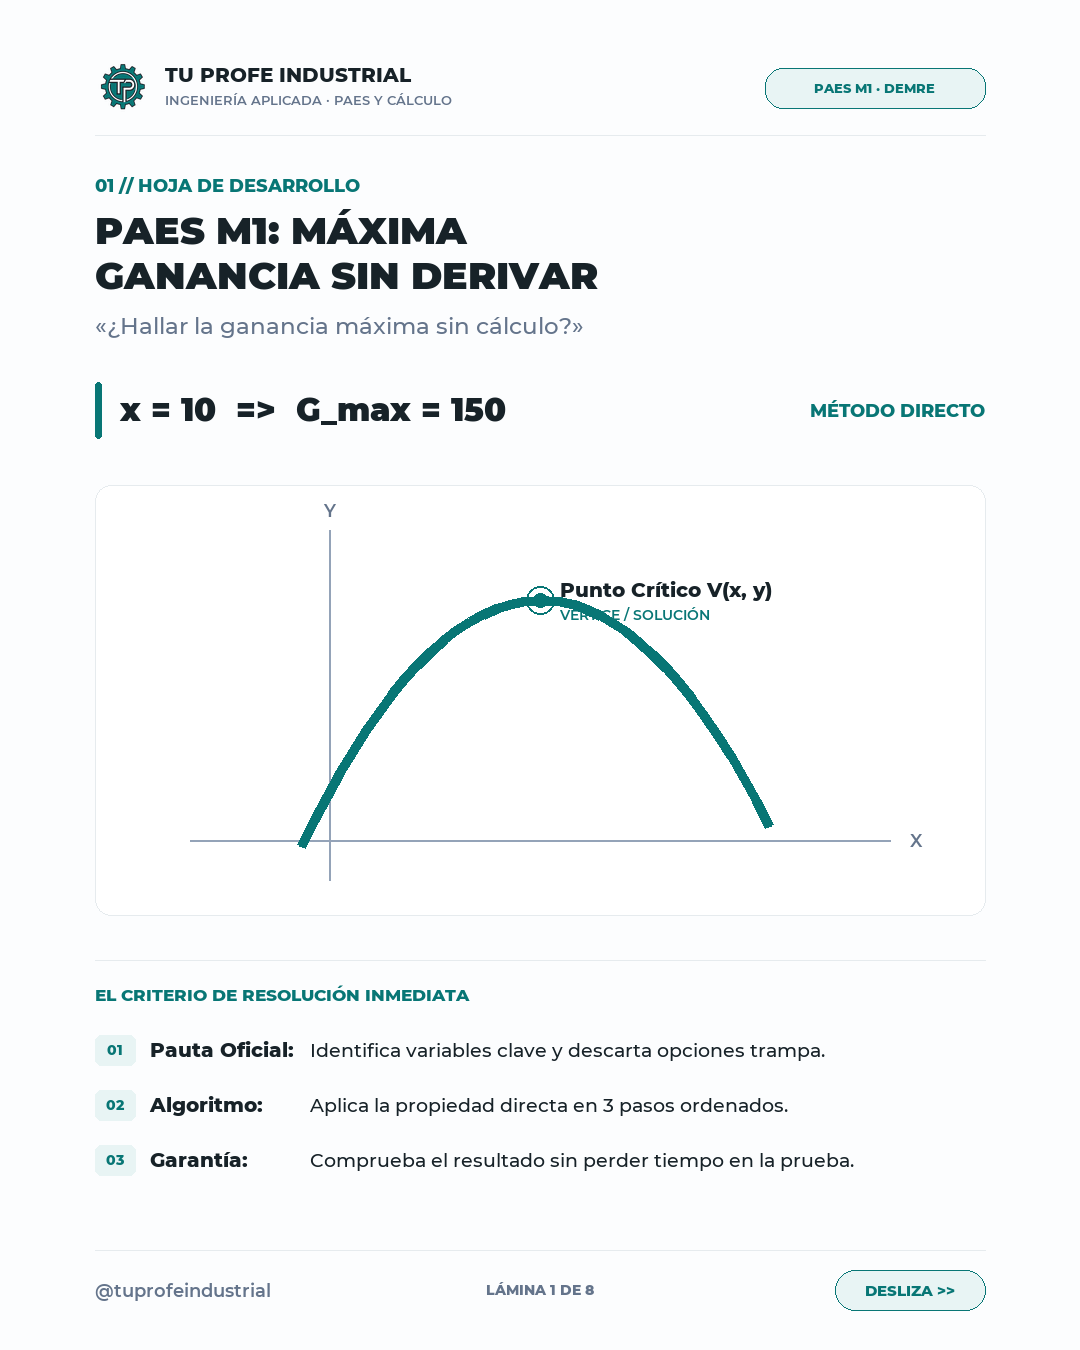 TP
TU PROFE INDUSTRIAL
INGENIERÍA APLICADA · PAES Y CÁLCULO
PAES M1 · DEMRE
01 // HOJA DE DESARROLLO
PAES M1: MÁXIMA
GANANCIA SIN DERIVAR
«¿Hallar la ganancia máxima sin cálculo?»
x = 10 => G_max = 150
MÉTODO DIRECTO
Y
Punto Crítico V(x, y)
VÉRTICE / SOLUCIÓN
X
EL CRITERIO DE RESOLUCIÓN INMEDIATA
01 Pauta Oficial: Identifica variables clave y descarta opciones trampa.
02 Algoritmo: Aplica la propiedad directa en 3 pasos ordenados.
03 Garantía: Comprueba el resultado sin perder tiempo en la prueba.
@tuprofeindustrial
LÁMINA 1 DE 8
DESLIZA >>